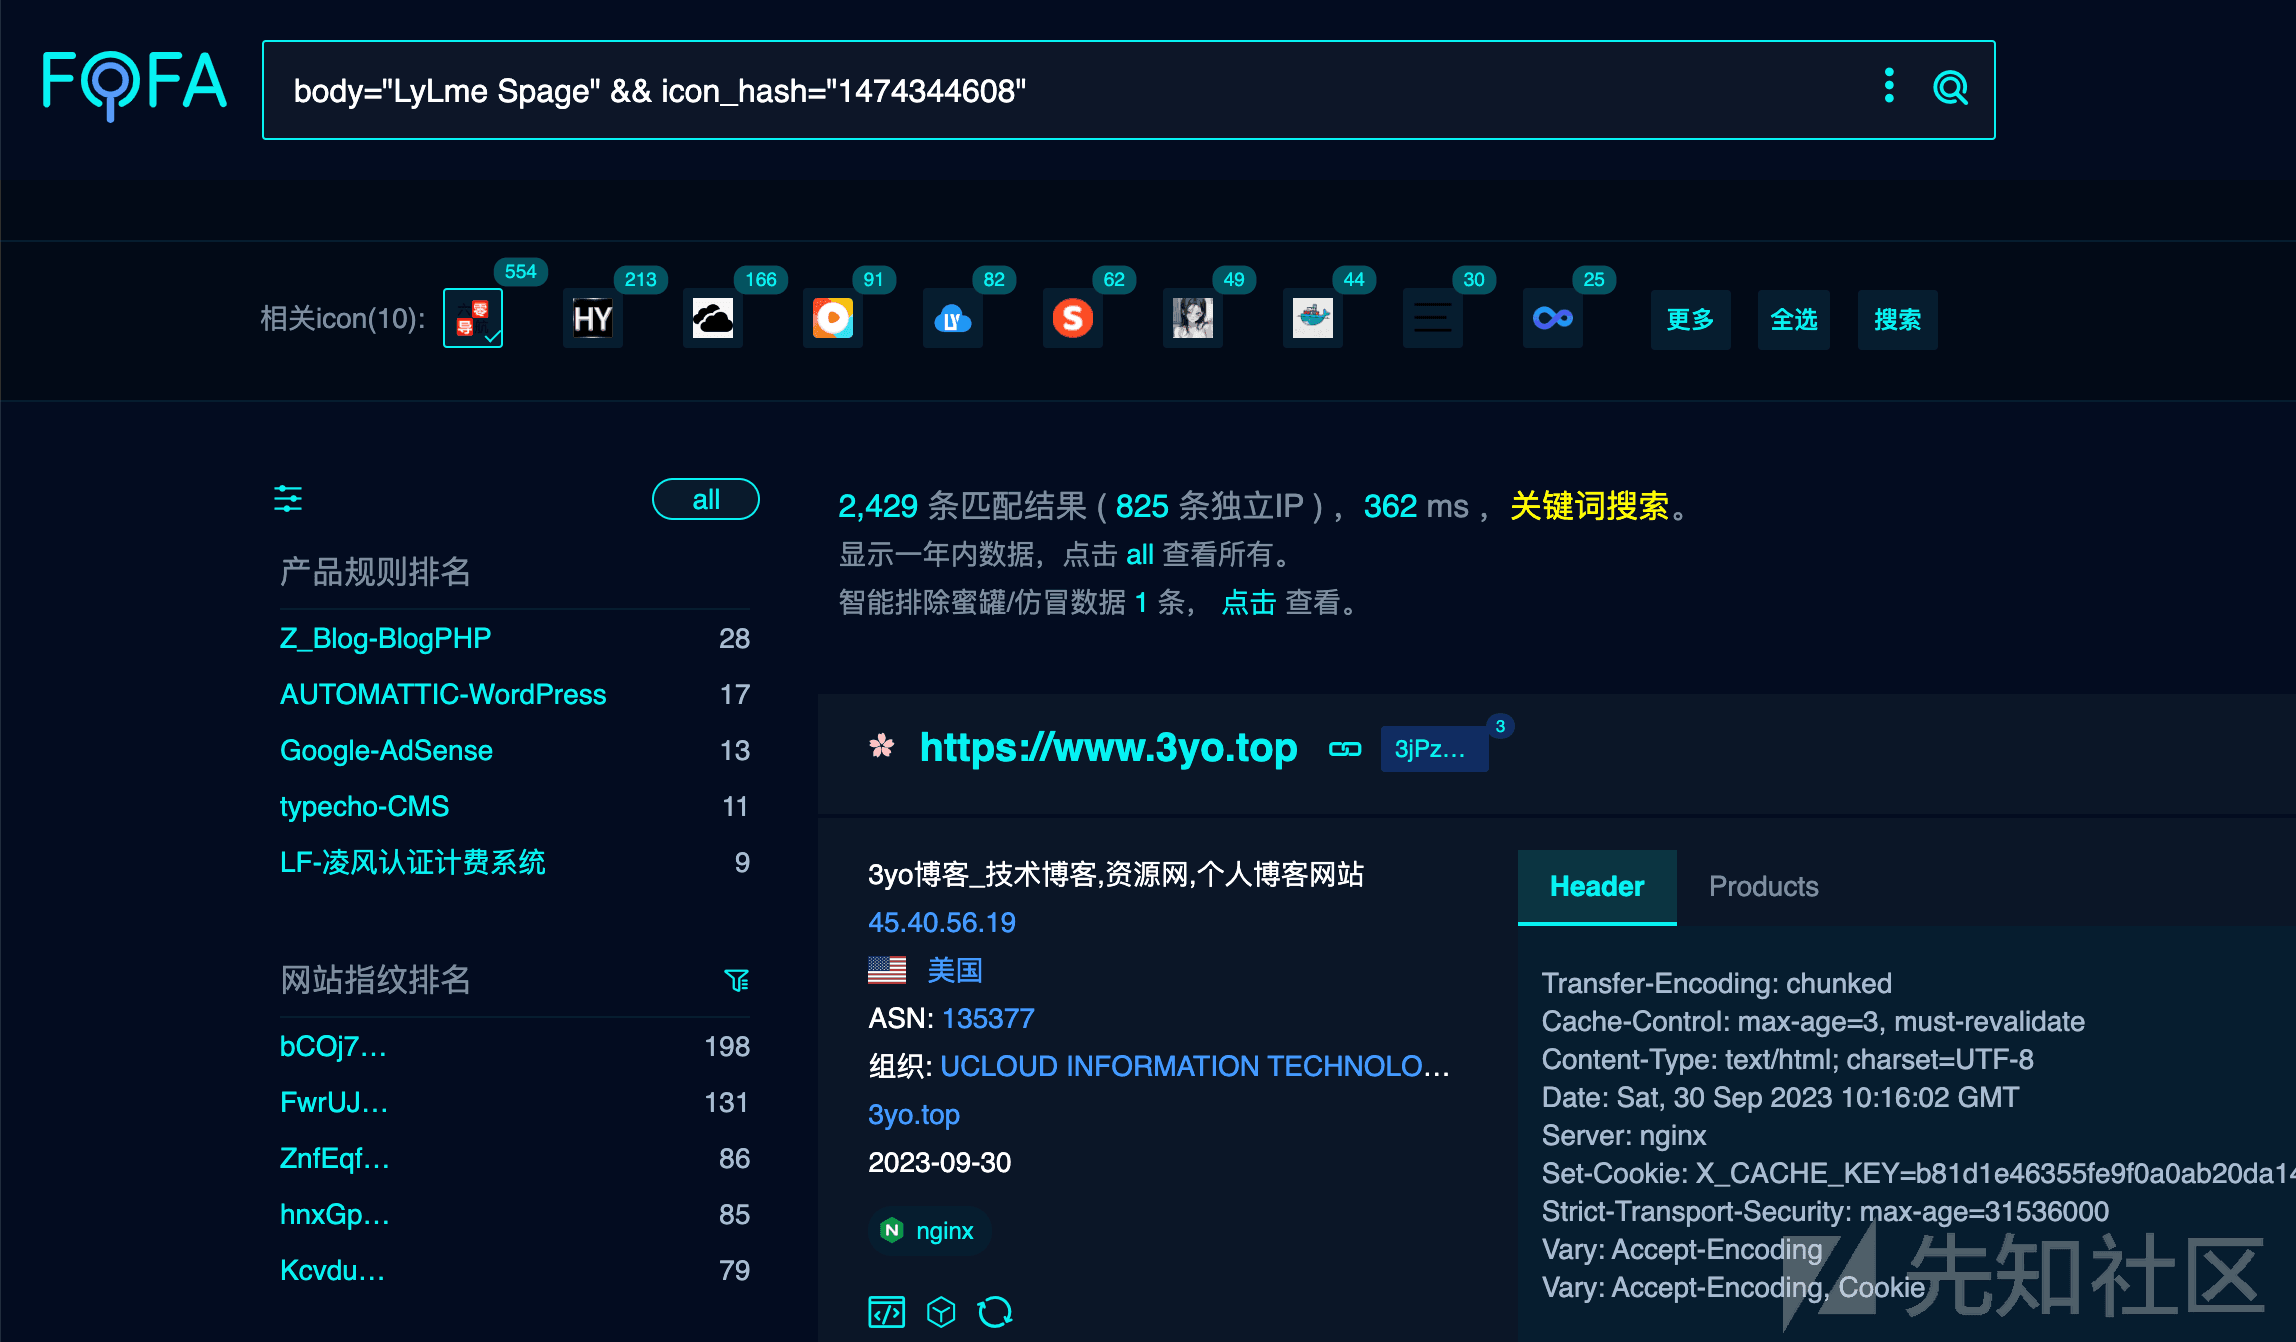 FOFA
body="LyLme Spage" && icon_hash="1474344608"
554
213
166
91
82
62
49
44
30
25
相关icon(10):
零
导
HY
LY
S
更多
全选
搜索
all
2,429 条匹配结果 ( 825 条独立IP ) ，362 ms ，关键词搜索。
显示一年内数据，点击 all 查看所有。
智能排除蜜罐/仿冒数据 1 条， 点击 查看。
产品规则排名
Z_Blog-BlogPHP 28
AUTOMATTIC-WordPress 17
Google-AdSense 13
typecho-CMS 11
LF-凌风认证计费系统 9
网站指纹排名
bCOj7... 198
FwrUJ... 131
ZnfEqf... 86
hnxGp... 85
Kcvdu... 79
https://www.3yo.top
3jPz...
3
3yo博客_技术博客,资源网,个人博客网站
45.40.56.19
美国
ASN: 135377
组织: UCLOUD INFORMATION TECHNOLO...
3yo.top
2023-09-30
nginx
Header
Products
Transfer-Encoding: chunked
Cache-Control: max-age=3, must-revalidate
Content-Type: text/html; charset=UTF-8
Date: Sat, 30 Sep 2023 10:16:02 GMT
Server: nginx
Set-Cookie: X_CACHE_KEY=b81d1e46355fe9f0a0ab20da14
Strict-Transport-Security: max-age=31536000
Vary: Accept-Encoding
Vary: Accept-Encoding, Cookie
先知社区